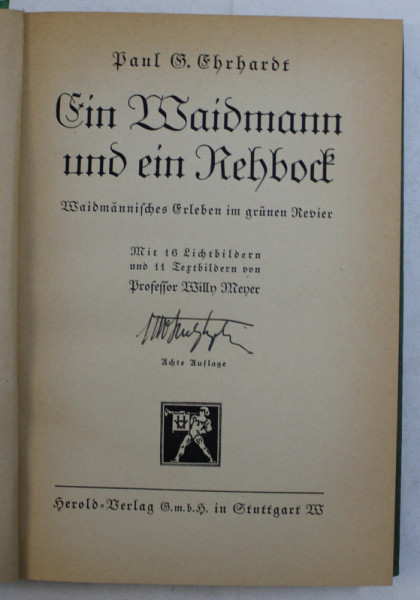 Paul G. Ehrhardt
Ein Waidmann
und ein Rehbock
Waidmännisches Erleben im grünen Revier
Mit 16 Lichtbildern
und 11 Textbildern von
Professor Willy Meyer
Achte Auflage
H
Herold-Verlag G.m.b.H. in Stuttgart W